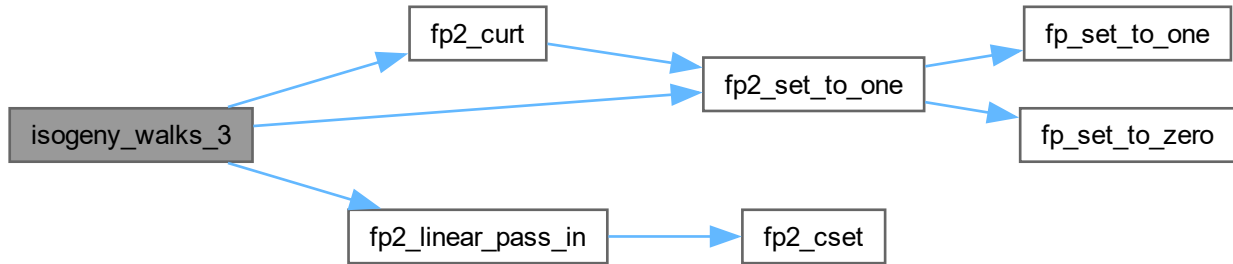 isogeny_walks_3
fp2_curt
fp2_set_to_one
fp_set_to_one
fp_set_to_zero
fp2_linear_pass_in
fp2_cset